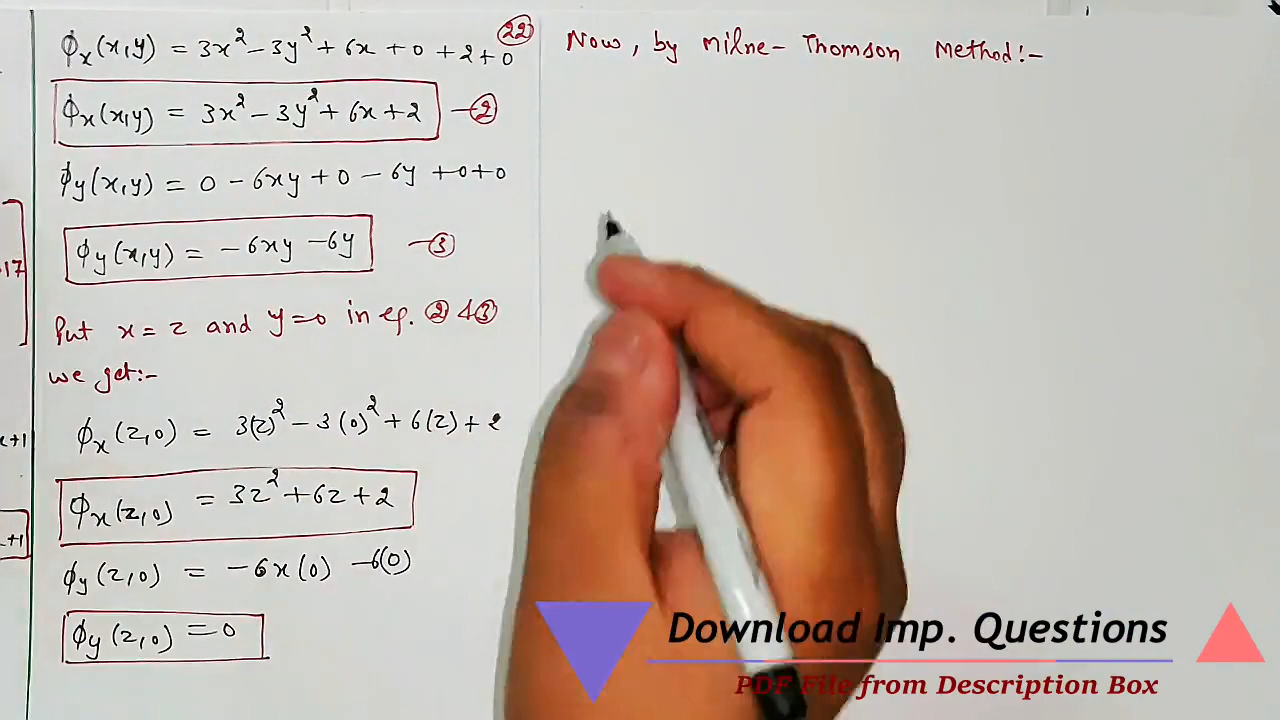 22
ϕx(x,y) = 3x² - 3y² + 6x + 0 + 2 + 0
ϕx(x,y) = 3x² - 3y² + 6x + 2 —②
ϕy(x,y) = 0 - 6xy + 0 - 6y + 0 + 0
ϕy(x,y) = - 6xy - 6y —③
Put x = z and y = 0 in eq. ② & ③
we get:-
ϕx(z,0) = 3(z)² - 3(0)² + 6(z) + 2
ϕx(z,0) = 3z² + 6z + 2
ϕy(z,0) = - 6x(0) - 6(0)
ϕy(z,0) = 0
17
x+1
+1
Now, by Milne-Thomson Method:-
Download Imp. Questions
PDF File from Description Box